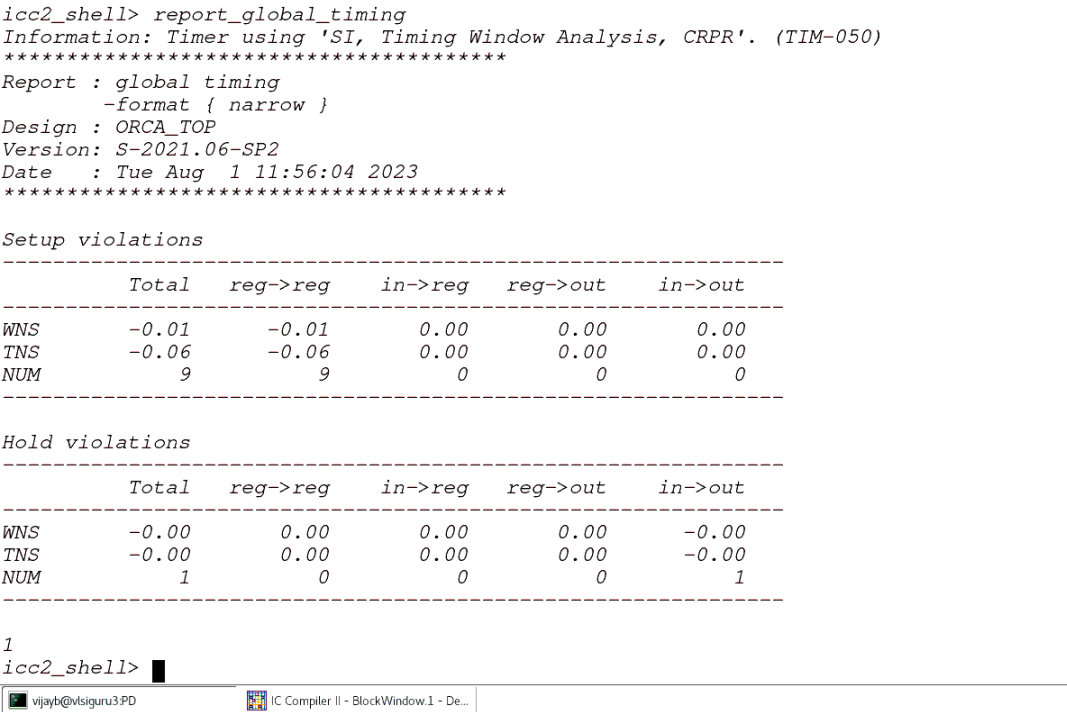 icc2_shell> report_global_timing
Information: Timer using 'SI, Timing Window Analysis, CRPR'. (TIM-050)
****************************************
Report : global timing
        -format { narrow }
Design : ORCA_TOP
Version: S-2021.06-SP2
Date   : Tue Aug  1 11:56:04 2023
****************************************

Setup violations
--------------------------------------------------------------
          Total   reg->reg    in->reg   reg->out    in->out
--------------------------------------------------------------
WNS       -0.01      -0.01       0.00       0.00       0.00
TNS       -0.06      -0.06       0.00       0.00       0.00
NUM           9          9          0          0          0
--------------------------------------------------------------

Hold violations
--------------------------------------------------------------
          Total   reg->reg    in->reg   reg->out    in->out
--------------------------------------------------------------
WNS       -0.00       0.00       0.00       0.00      -0.00
TNS       -0.00       0.00       0.00       0.00      -0.00
NUM           1          0          0          0          1
--------------------------------------------------------------

1
icc2_shell>
vijayb@vlsiguru3:PD   IC Compiler II - BlockWindow.1 - De...